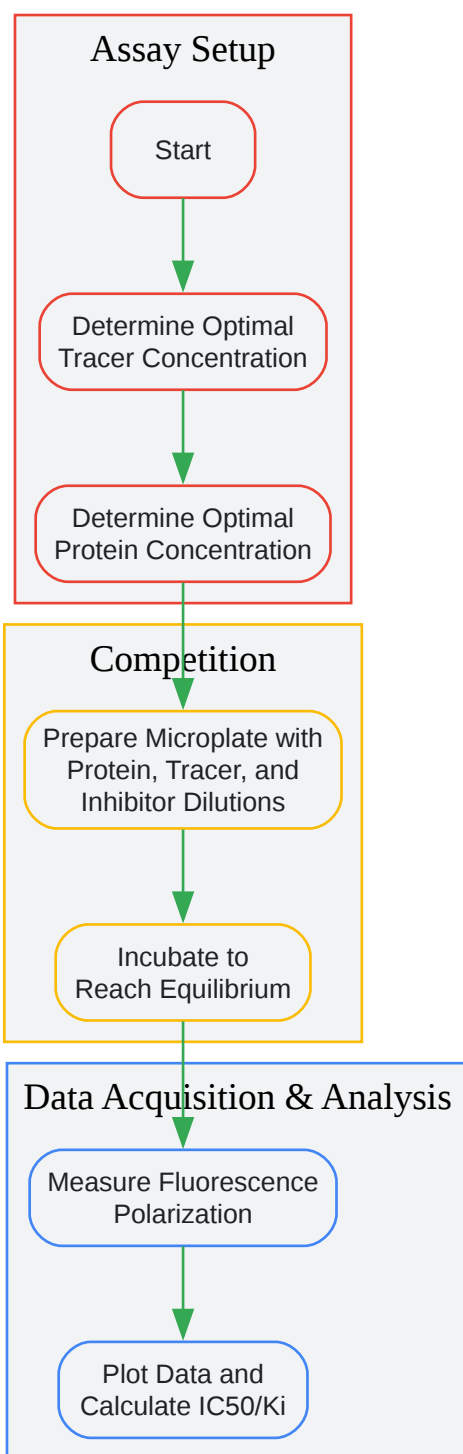 Assay Setup
Start
Determine Optimal
Tracer Concentration
Determine Optimal
Protein Concentration
Competition
Prepare Microplate with
Protein, Tracer, and
Inhibitor Dilutions
Incubate to
Reach Equilibrium
Data Acquisition & Analysis
Measure Fluorescence
Polarization
Plot Data and
Calculate IC50/Ki